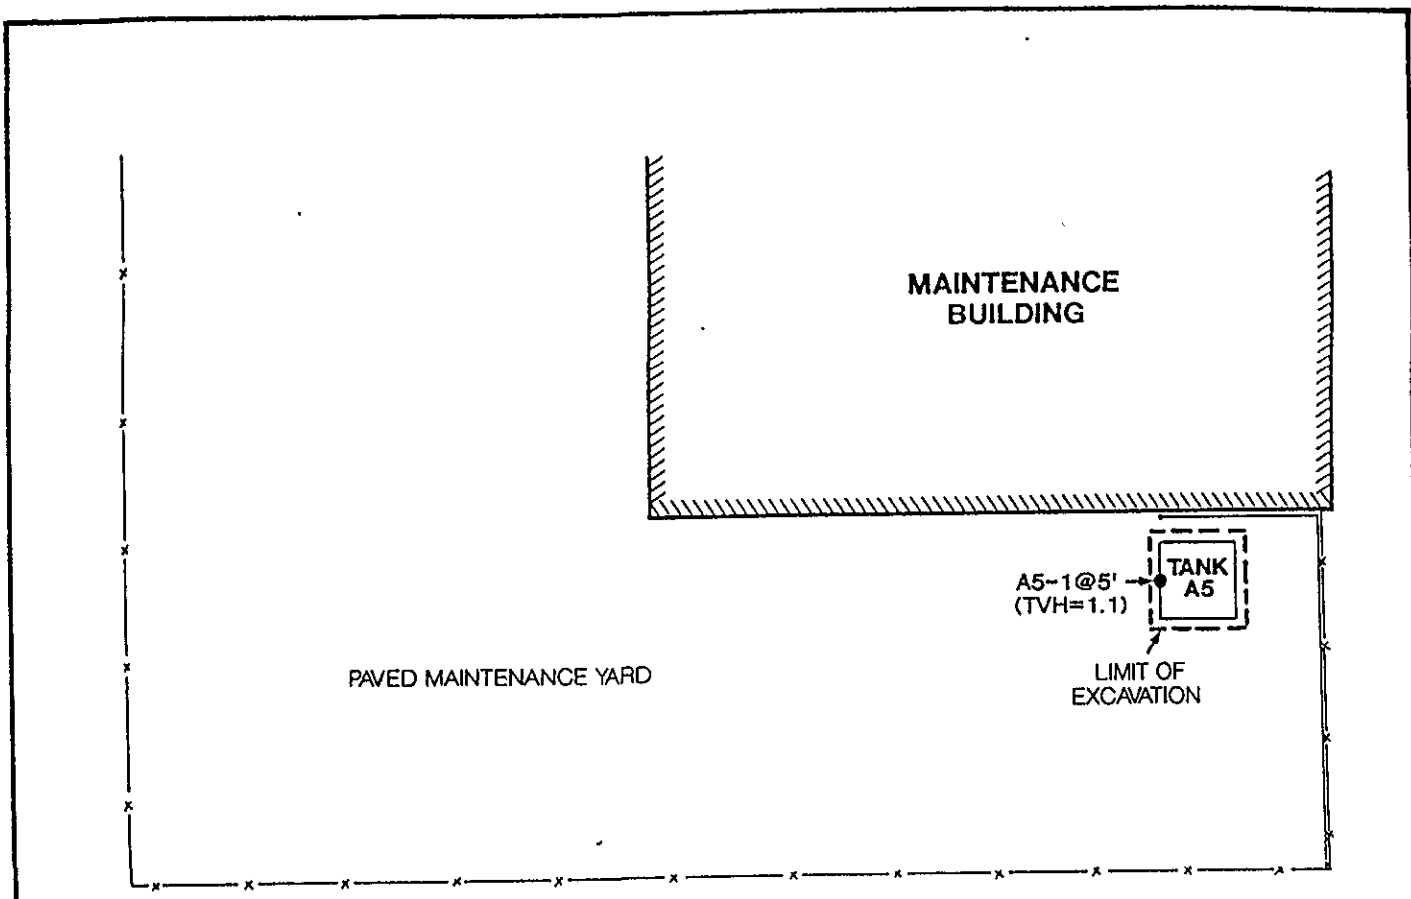 MAINTENANCE
BUILDING
A5-1@5'
(TVH=1.1)
TANK
A5
LIMIT OF
EXCAVATION
PAVED MAINTENANCE YARD